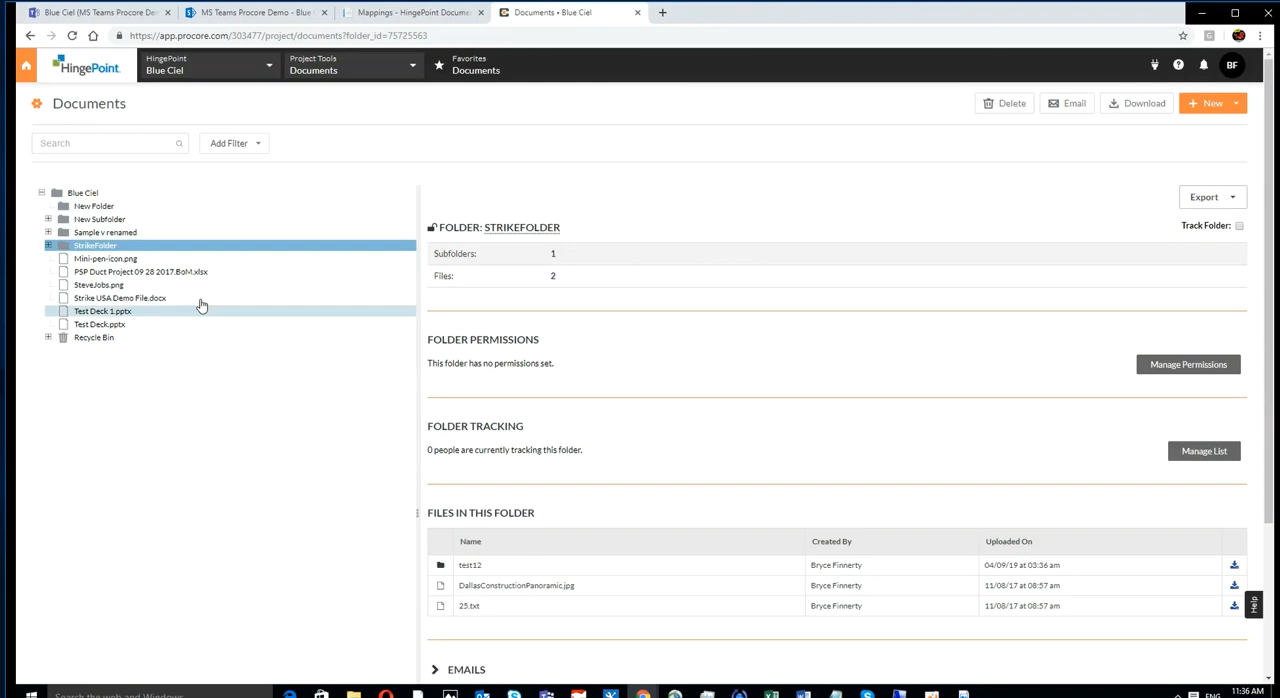 Blue Ciel (MS Teams Procore De
MS Teams Procore Demo - Blue
Mappings - HingePoint Docume
Documents • Blue Ciel
https://app.procore.com/303477/project/documents?folder_id=75725563
HingePoint
HingePoint
Blue Ciel
Project Tools
Documents
Favorites
Documents
BF
Documents
Delete
Email
Download
New
Search
Add Filter
Blue Ciel
New Folder
New Subfolder
Sample v renamed
StrikeFolder
Mini-pen-icon.png
PSP Duct Project 09 28 2017.BoM.xlsx
SteveJobs.png
Strike USA Demo File.docx
Test Deck 1.pptx
Test Deck.pptx
Recycle Bin
Export
FOLDER: STRIKEFOLDER
Track Folder:
Subfolders: 1
Files: 2
FOLDER PERMISSIONS
This folder has no permissions set.
Manage Permissions
FOLDER TRACKING
0 people are currently tracking this folder.
Manage List
FILES IN THIS FOLDER
Name Created By Uploaded On
test12 Bryce Finnerty 04/09/19 at 03:36 am
DallasConstructionPanoramic.jpg Bryce Finnerty 11/08/17 at 08:57 am
25.txt Bryce Finnerty 11/08/17 at 08:57 am
Help
EMAILS
Search the web and Windows
ENG
11:36 AM